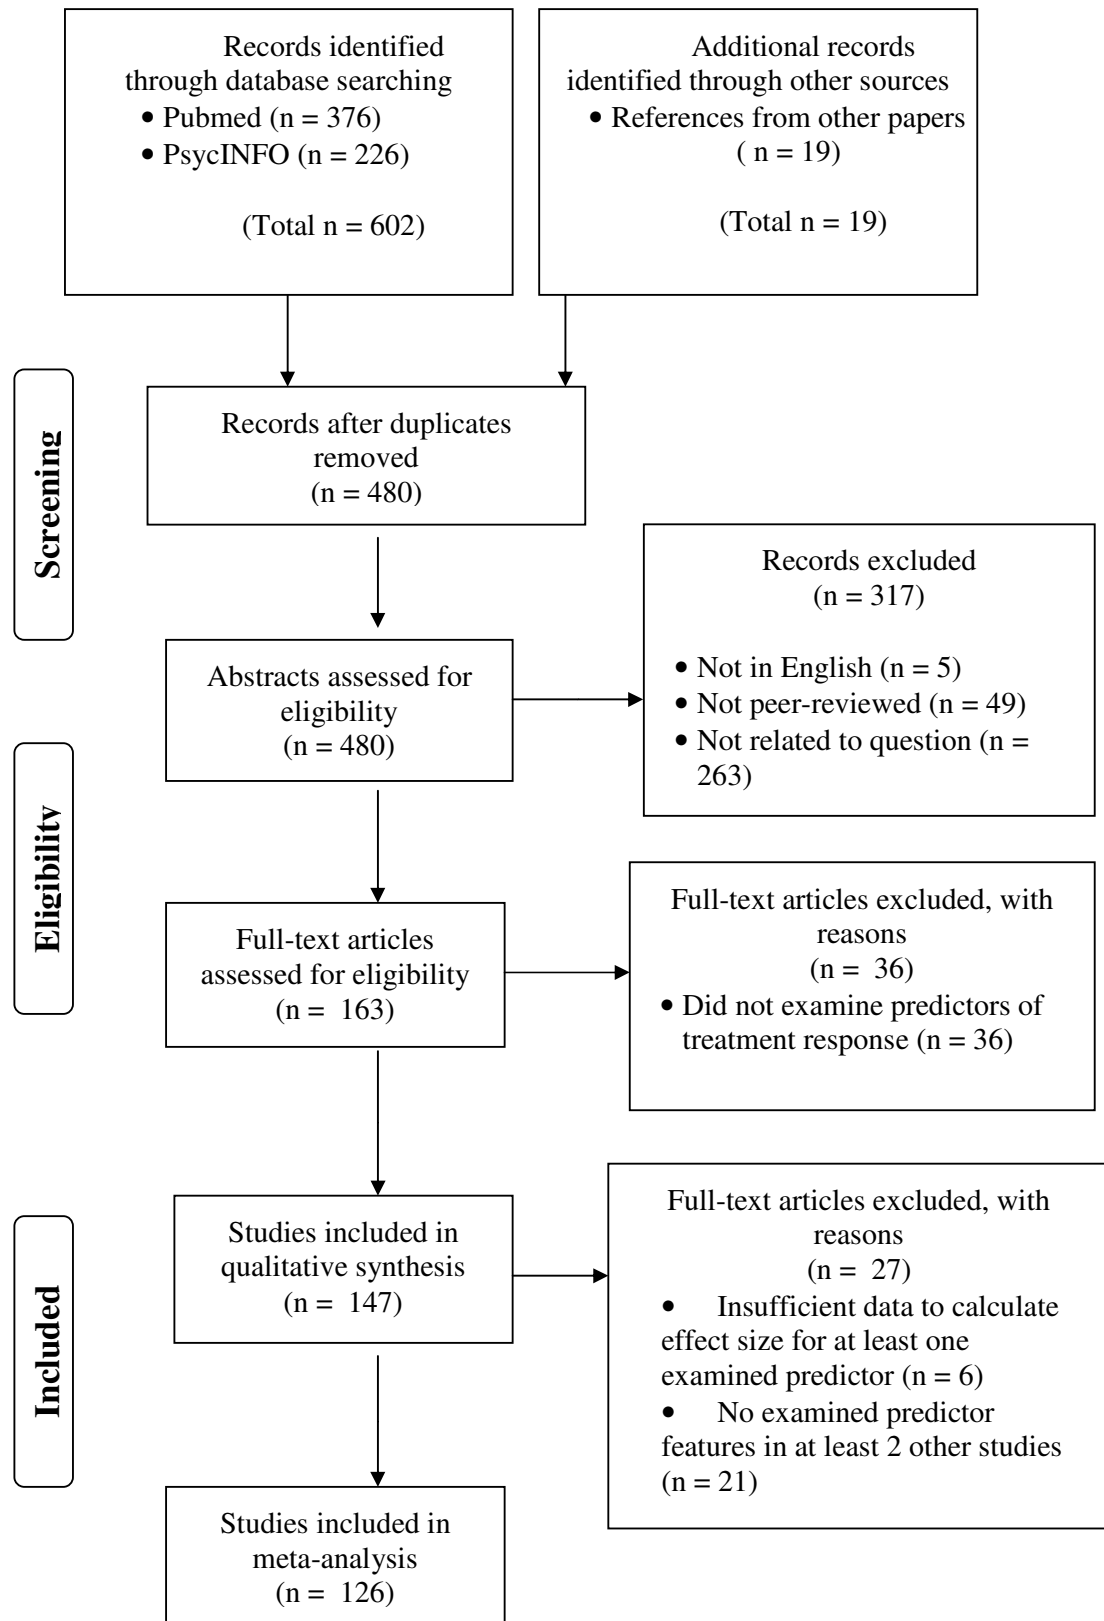 Records identified
through database searching
• Pubmed (n = 376)
• PsycINFO (n = 226)
(Total n = 602)
Additional records
identified through other sources
• References from other papers
( n = 19)
(Total n = 19)
Screening
Records after duplicates
removed
(n = 480)
Abstracts assessed for
eligibility
(n = 480)
Records excluded
(n = 317)
• Not in English (n = 5)
• Not peer-reviewed (n = 49)
• Not related to question (n =
263)
Eligibility
Full-text articles
assessed for eligibility
(n = 163)
Full-text articles excluded, with
reasons
(n = 36)
• Did not examine predictors of
treatment response (n = 36)
Included
Studies included in
qualitative synthesis
(n = 147)
Full-text articles excluded, with
reasons
(n = 27)
• Insufficient data to calculate
effect size for at least one
examined predictor (n = 6)
• No examined predictor
features in at least 2 other studies
(n = 21)
Studies included in
meta-analysis
(n = 126)